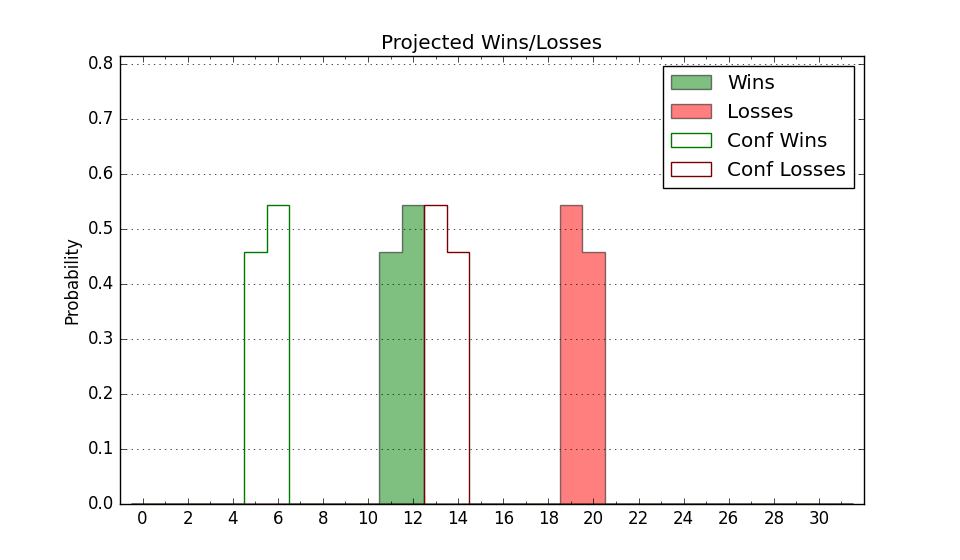 Projected Wins/Losses
Wins
Losses
Conf Wins
Conf Losses
Probability
0.8
0.7
0.6
0.5
0.4
0.3
0.2
0.1
0.0
0 2 4 6 8 10 12 14 16 18 20 22 24 26 28 30